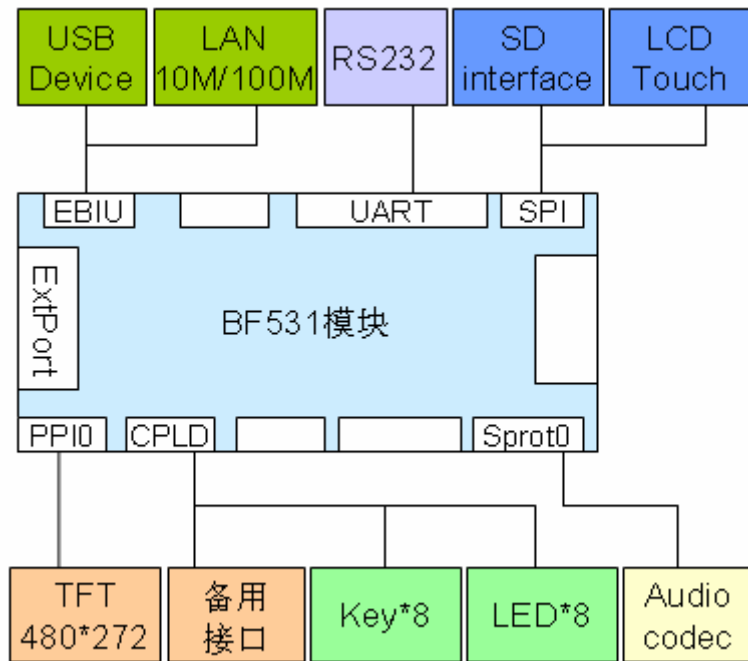 USB
Device
LAN
10M/100M
RS232
SD
interface
LCD
Touch
EBIU
UART
SPI
ExtPort
BF531模块
PPI0
CPLD
Sprot0
TFT
480*272
备用
接口
Key*8
LED*8
Audio
codec